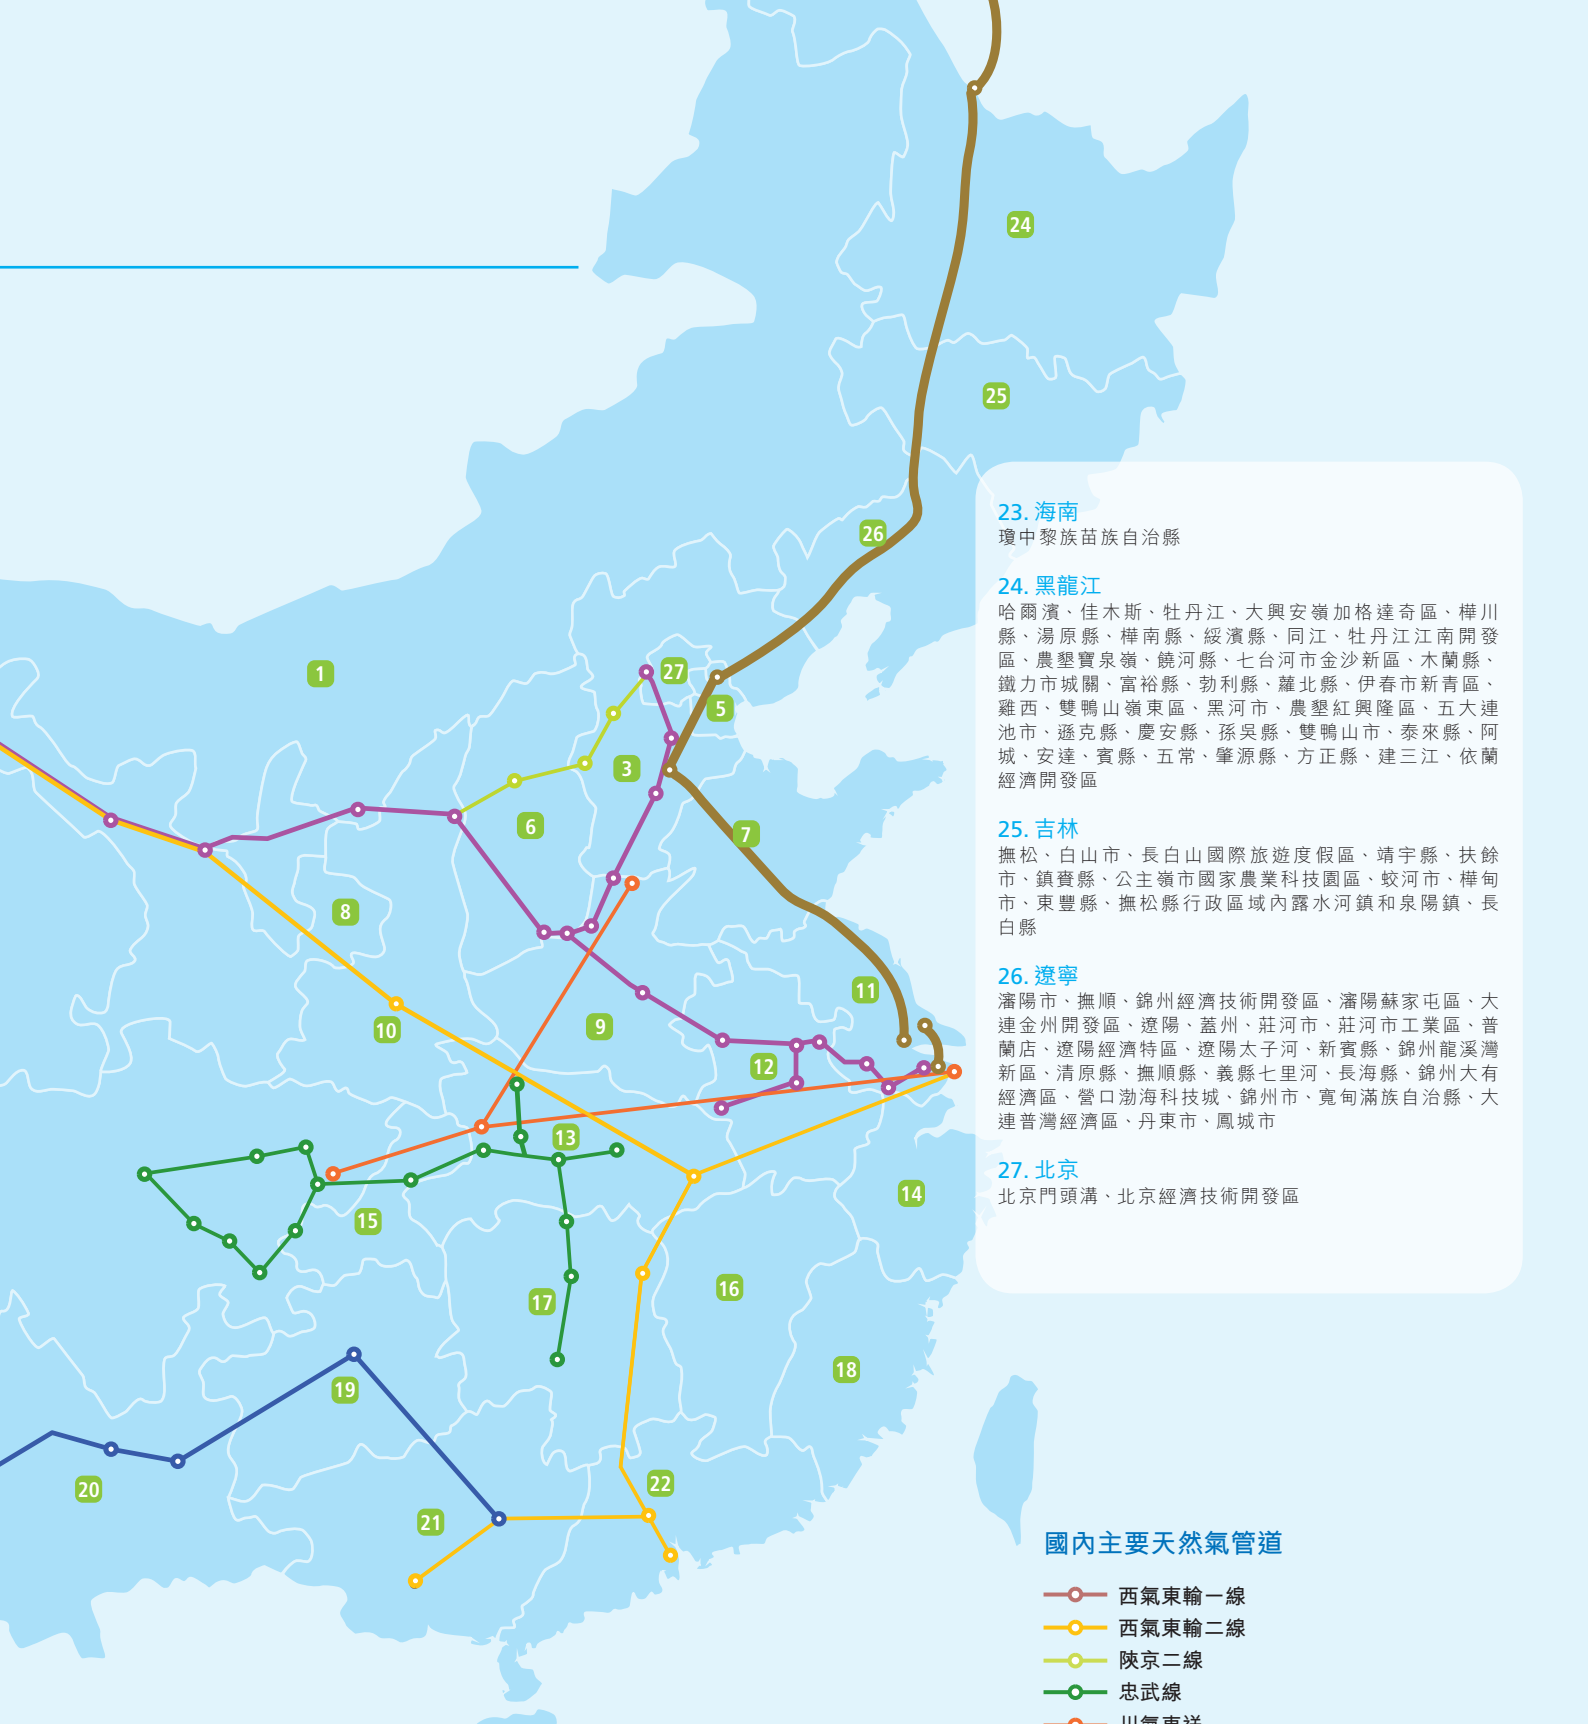 24
25
26
1
27
5
3
6
7
8
11
10
9
12
13
14
15
16
17
18
19
20
22
21
23. 海南
瓊中黎族苗族自治縣
24. 黑龍江
哈爾濱、佳木斯、牡丹江、大興安嶺加格達奇區、樺川
縣、湯原縣、樺南縣、綏濱縣、同江、牡丹江江南開發
區、農墾寶泉嶺、饒河縣、七台河市金沙新區、木蘭縣、
鐵力市城關、富裕縣、勃利縣、蘿北縣、伊春市新青區、
雞西、雙鴨山嶺東區、黑河市、農墾紅興隆區、五大連
池市、遜克縣、慶安縣、孫吳縣、雙鴨山市、泰來縣、阿
城、安達、賓縣、五常、肇源縣、方正縣、建三江、依蘭
經濟開發區
25. 吉林
撫松、白山市、長白山國際旅遊度假區、靖宇縣、扶餘
市、鎮賚縣、公主嶺市國家農業科技園區、蛟河市、樺甸
市、東豐縣、撫松縣行政區域內露水河鎮和泉陽鎮、長
白縣
26. 遼寧
瀋陽市、撫順、錦州經濟技術開發區、瀋陽蘇家屯區、大
連金州開發區、遼陽、蓋州、莊河市、莊河市工業區、普
蘭店、遼陽經濟特區、遼陽太子河、新賓縣、錦州龍溪灣
新區、清原縣、撫順縣、義縣七里河、長海縣、錦州大有
經濟區、營口渤海科技城、錦州市、寬甸滿族自治縣、大
連普灣經濟區、丹東市、鳳城市
27. 北京
北京門頭溝、北京經濟技術開發區
國內主要天然氣管道
西氣東輸一線
西氣東輸二線
陝京二線
忠武線
川氣東送